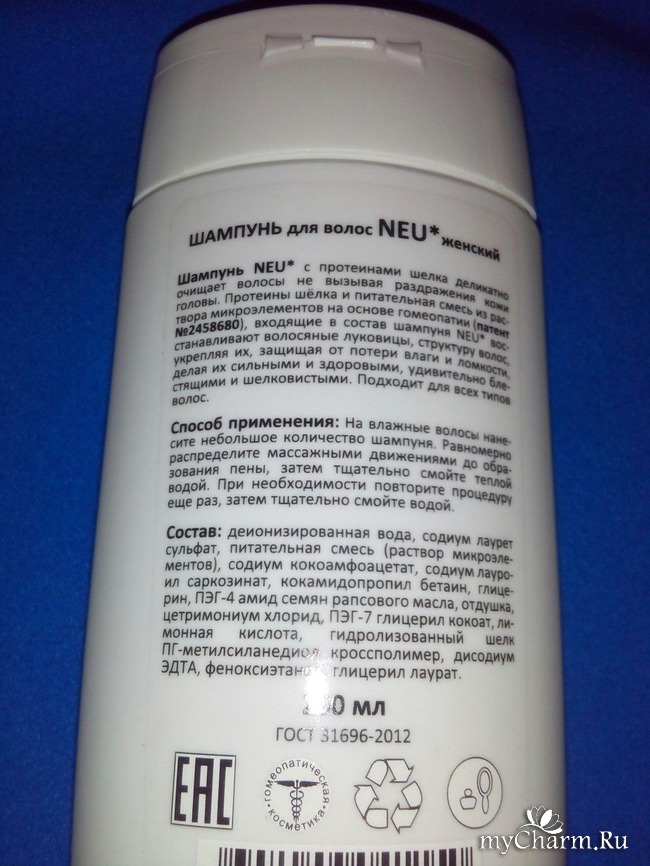 ШАМПУНЬ для волос NEU* женский
Шампунь NEU* с протеинами шелка деликатно
очищает волосы не вызывая раздражения кожи
головы. Протеины шёлка и питательная смесь из рас-
твора микроэлементов на основе гомеопатии (патент
№2458680), входящие в состав шампуня NEU* вос-
станавливают волосяные луковицы, структуру волос,
укрепляя их, защищая от потери влаги и ломкости,
делая их сильными и здоровыми, удивительно бле-
стящими и шелковистыми. Подходит для всех типов
волос.
Способ применения: На влажные волосы нане-
сите небольшое количество шампуня. Равномерно
распределите массажными движениями до обра-
зования пены, затем тщательно смойте теплой
водой. При необходимости повторите процедуру
еще раз, затем тщательно смойте водой.
Состав: деионизированная вода, содиум лаурет
сульфат, питательная смесь (раствор микроэле-
ментов), содиум кокоамфоацетат, содиум лауро-
ил саркозинат, кокамидопропил бетаин, глице-
рин, ПЭГ-4 амид семян рапсового масла, отдушка,
цетримониум хлорид, ПЭГ-7 глицерил кокоат, ли-
монная кислота, гидролизованный шелк
ПГ-метилсиланедиол кроссполимер, дисодиум
ЭДТА, глицерил лаурат.
мл
ГОСТ 31696-2012
ЕАС
гомеопатическая
косметика
myCharm.Ru